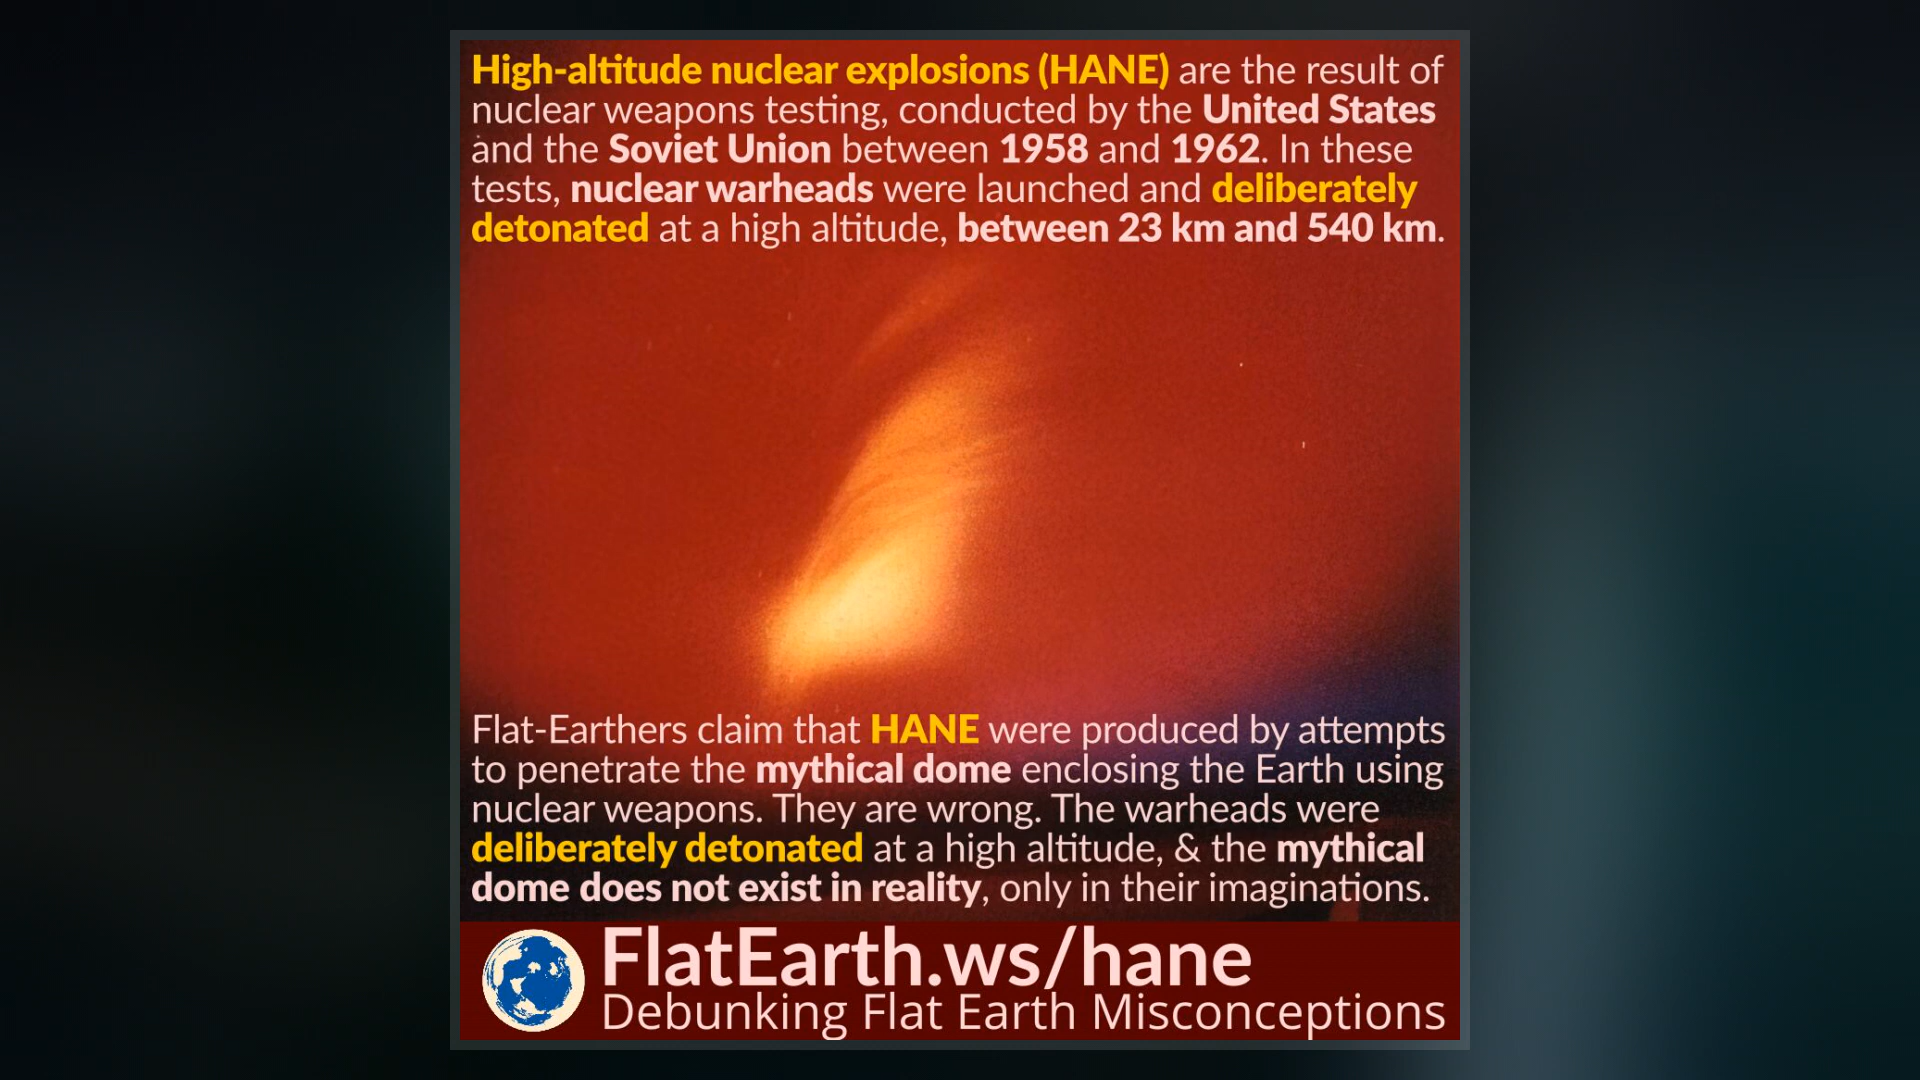 High-altitude nuclear explosions (HANE) are the result of
nuclear weapons testing, conducted by the United States
and the Soviet Union between 1958 and 1962. In these
tests, nuclear warheads were launched and deliberately
detonated at a high altitude, between 23 km and 540 km.
Flat-Earthers claim that HANE were produced by attempts
to penetrate the mythical dome enclosing the Earth using
nuclear weapons. They are wrong. The warheads were
deliberately detonated at a high altitude, & the mythical
dome does not exist in reality, only in their imaginations.
FlatEarth.ws/hane
Debunking Flat Earth Misconceptions